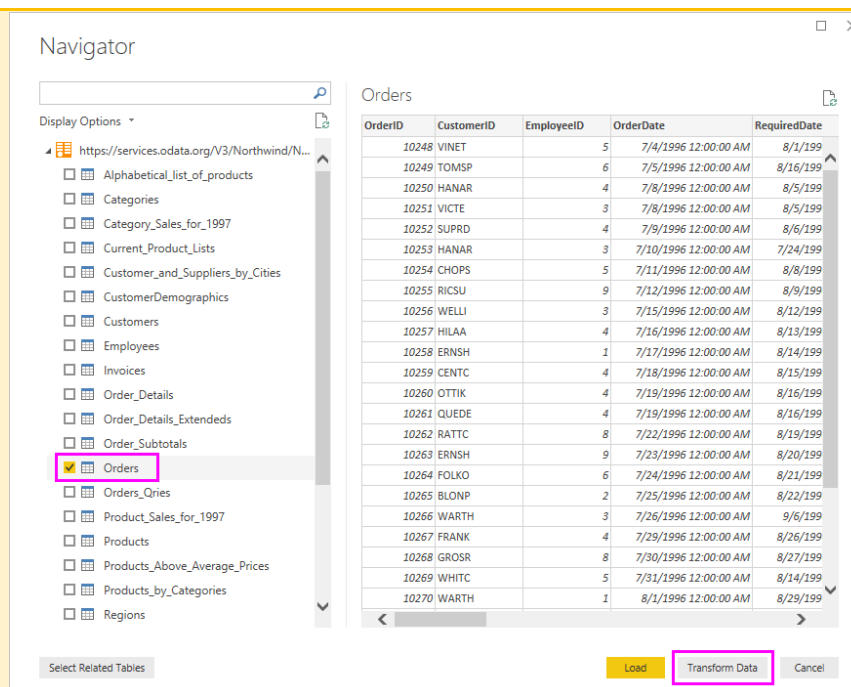 Navigator
Display Options
https://services.odata.org/V3/Northwind/N...
Alphabetical_list_of_products
Categories
Category_Sales_for_1997
Current_Product_Lists
Customer_and_Suppliers_by_Cities
CustomerDemographics
Customers
Employees
Invoices
Order_Details
Order_Details_Extendeds
Order_Subtotals
Orders
Orders_Qries
Product_Sales_for_1997
Products
Products_Above_Average_Prices
Products_by_Categories
Regions
Orders
OrderID CustomerID EmployeeID OrderDate RequiredDate
10248 VINET 5 7/4/1996 12:00:00 AM 8/1/199
10249 TOMSP 6 7/5/1996 12:00:00 AM 8/16/199
10250 HANAR 4 7/8/1996 12:00:00 AM 8/5/199
10251 VICTE 3 7/8/1996 12:00:00 AM 8/5/199
10252 SUPRD 4 7/9/1996 12:00:00 AM 8/6/199
10253 HANAR 3 7/10/1996 12:00:00 AM 7/24/199
10254 CHOPS 5 7/11/1996 12:00:00 AM 8/8/199
10255 RICSU 9 7/12/1996 12:00:00 AM 8/9/199
10256 WELLI 3 7/15/1996 12:00:00 AM 8/12/199
10257 HILAA 4 7/16/1996 12:00:00 AM 8/13/199
10258 ERNSH 1 7/17/1996 12:00:00 AM 8/14/199
10259 CENTC 4 7/18/1996 12:00:00 AM 8/15/199
10260 OTTIK 4 7/19/1996 12:00:00 AM 8/16/199
10261 QUEDE 4 7/19/1996 12:00:00 AM 8/16/199
10262 RATTC 8 7/22/1996 12:00:00 AM 8/19/199
10263 ERNSH 9 7/23/1996 12:00:00 AM 8/20/199
10264 FOLKO 6 7/24/1996 12:00:00 AM 8/21/199
10265 BLONP 2 7/25/1996 12:00:00 AM 8/22/199
10266 WARTH 3 7/26/1996 12:00:00 AM 9/6/199
10267 FRANK 4 7/29/1996 12:00:00 AM 8/26/199
10268 GROSR 8 7/30/1996 12:00:00 AM 8/27/199
10269 WHITC 5 7/31/1996 12:00:00 AM 8/14/199
10270 WARTH 1 8/1/1996 12:00:00 AM 8/29/199
Select Related Tables
Load
Transform Data
Cancel